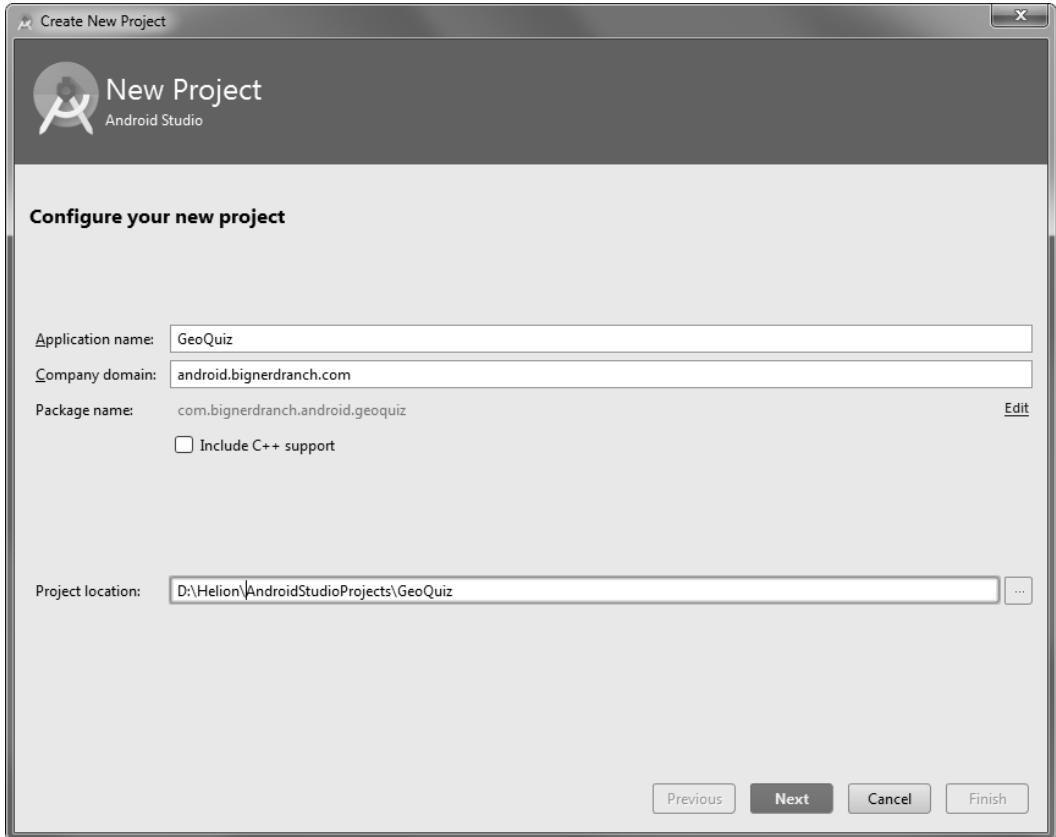 Create New Project
New Project
Android Studio
Configure your new project
Application name: GeoQuiz
Company domain: android.bignerdranch.com
Package name: com.bignerdranch.android.geoquiz Edit
Include C++ support
Project location: D:\Helion\AndroidStudioProjects\GeoQuiz ...
Previous Next Cancel Finish